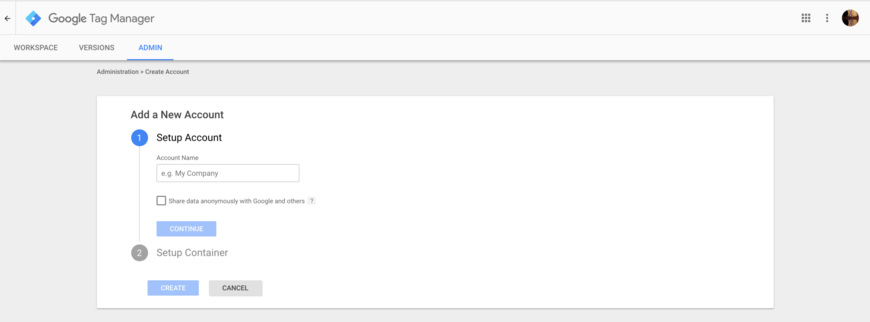 Google Tag Manager
WORKSPACE VERSIONS ADMIN
Administration > Create Account
Add a New Account
1 Setup Account
Account Name
e.g. My Company
Share data anonymously with Google and others ?
CONTINUE
2 Setup Container
CREATE CANCEL